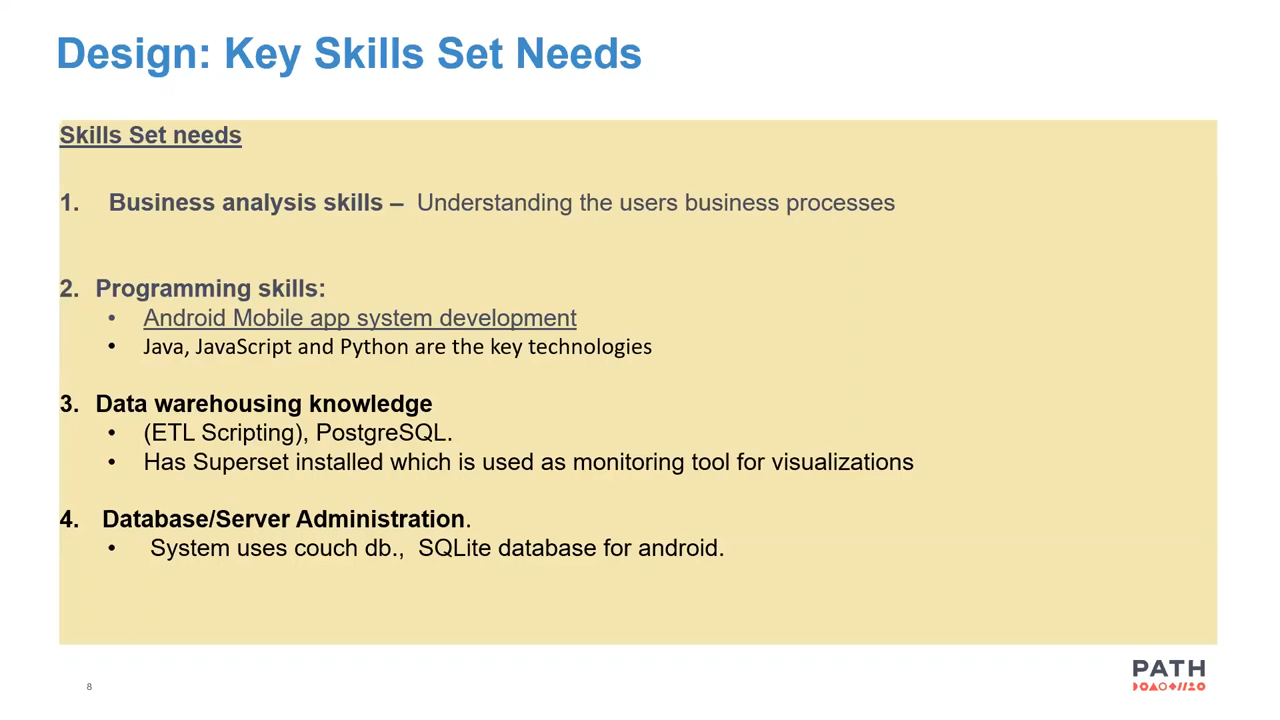 Design: Key Skills Set Needs
Skills Set needs
1. Business analysis skills – Understanding the users business processes
2. Programming skills:
• Android Mobile app system development
• Java, JavaScript and Python are the key technologies
3. Data warehousing knowledge
• (ETL Scripting), PostgreSQL.
• Has Superset installed which is used as monitoring tool for visualizations
4. Database/Server Administration.
• System uses couch db., SQLite database for android.
8
PATH